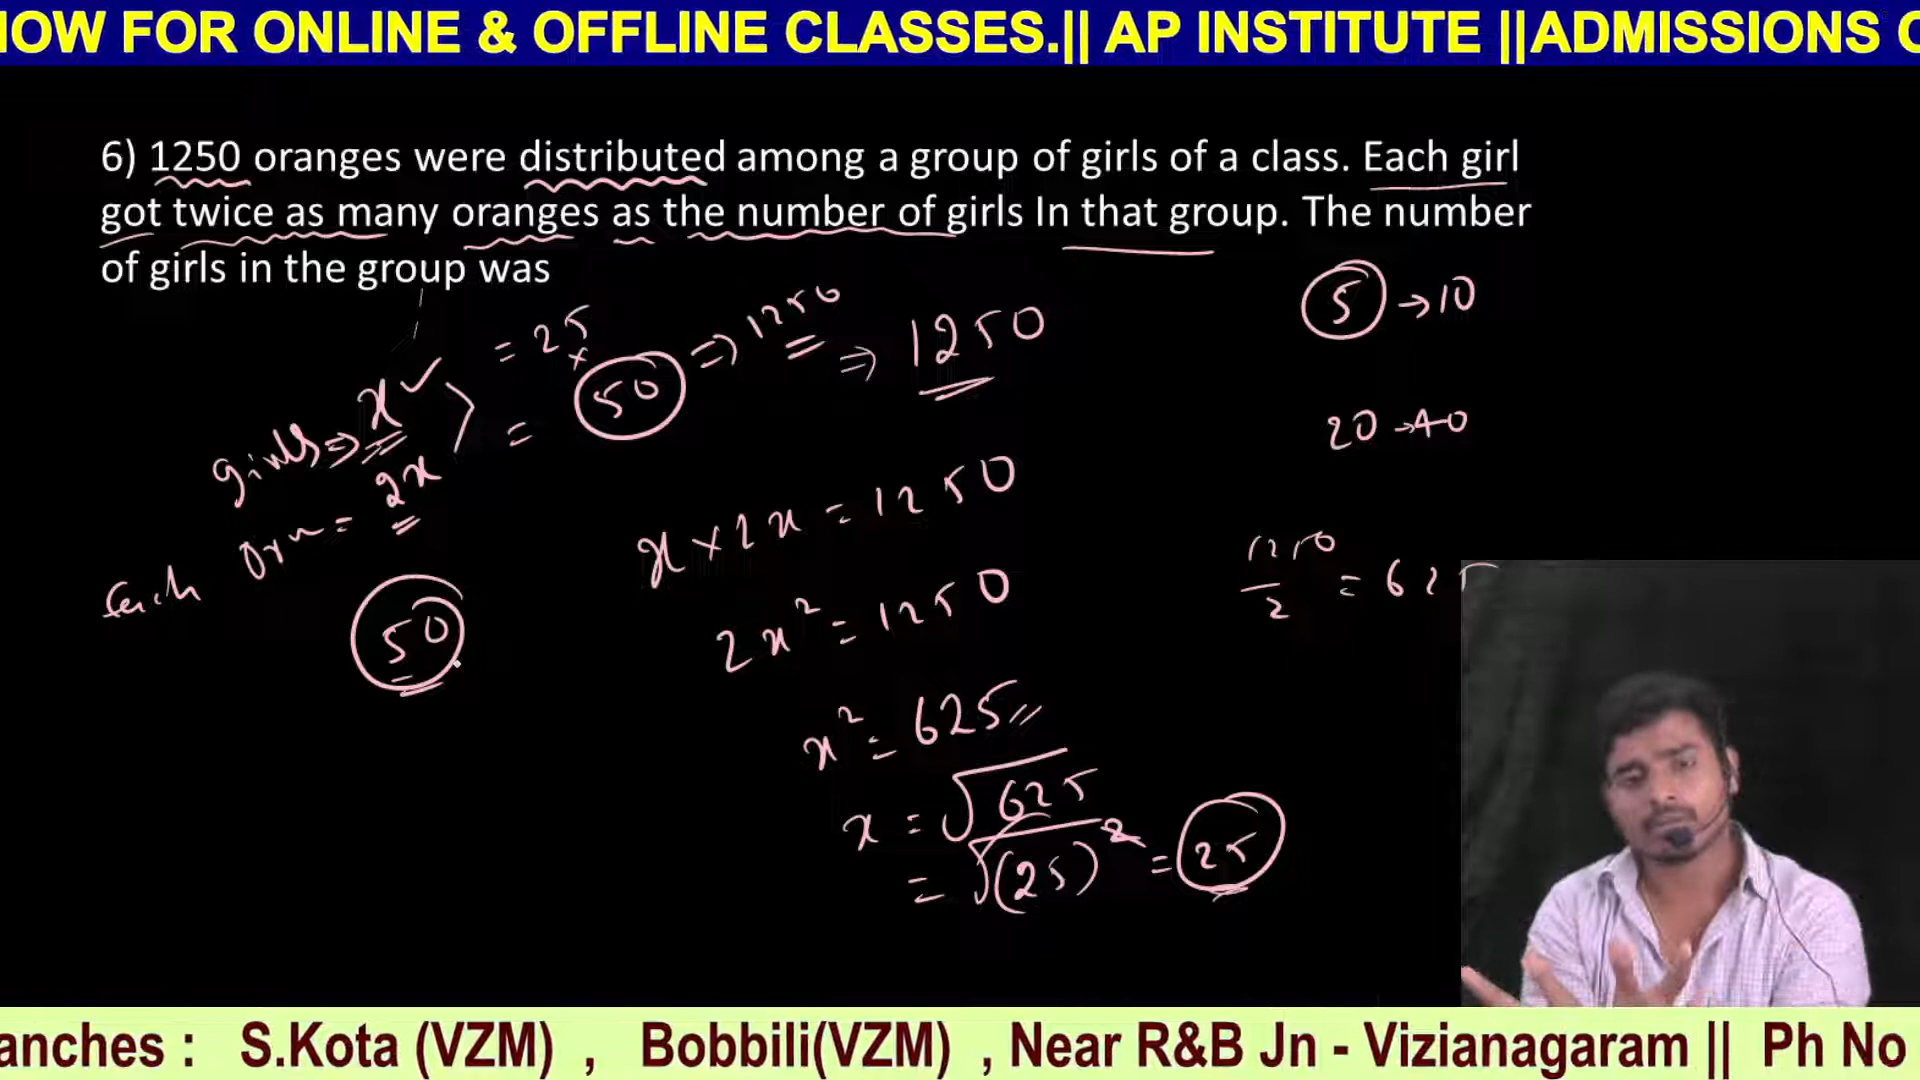 NOW FOR ONLINE & OFFLINE CLASSES.|| AP INSTITUTE ||ADMISSIONS O
6) 1250 oranges were distributed among a group of girls of a class. Each girl
got twice as many oranges as the number of girls In that group. The number
of girls in the group was
5 → 10
= 25
x
50 ⇒ 1250 ⇒ 1250
girls ⇒ x ✓
=
20 → 40
Each orn = 2x
50
x × 2x = 1250
1250/2 = 625
2x² = 1250
x² = 625
x = √625
= √(25)² = 25
anches : S.Kota (VZM) , Bobbili(VZM) , Near R&B Jn - Vizianagaram || Ph No